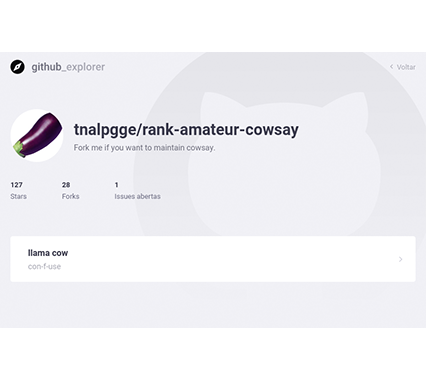 github_explorer
Voltar
tnalpgge/rank-amateur-cowsay
Fork me if you want to maintain cowsay.
127 28 1
Stars Forks Issues abertas
llama cow
con-f-use